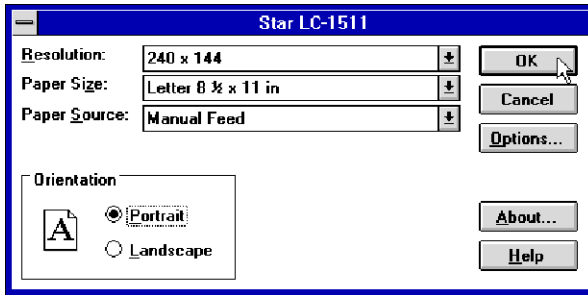 Star LC-1511
Resolution: 240 x 144
OK
Paper Size: Letter 8 ½ x 11 in
Cancel
Paper Source: Manual Feed
Options...
Orientation
A
Portrait
Landscape
About...
Help